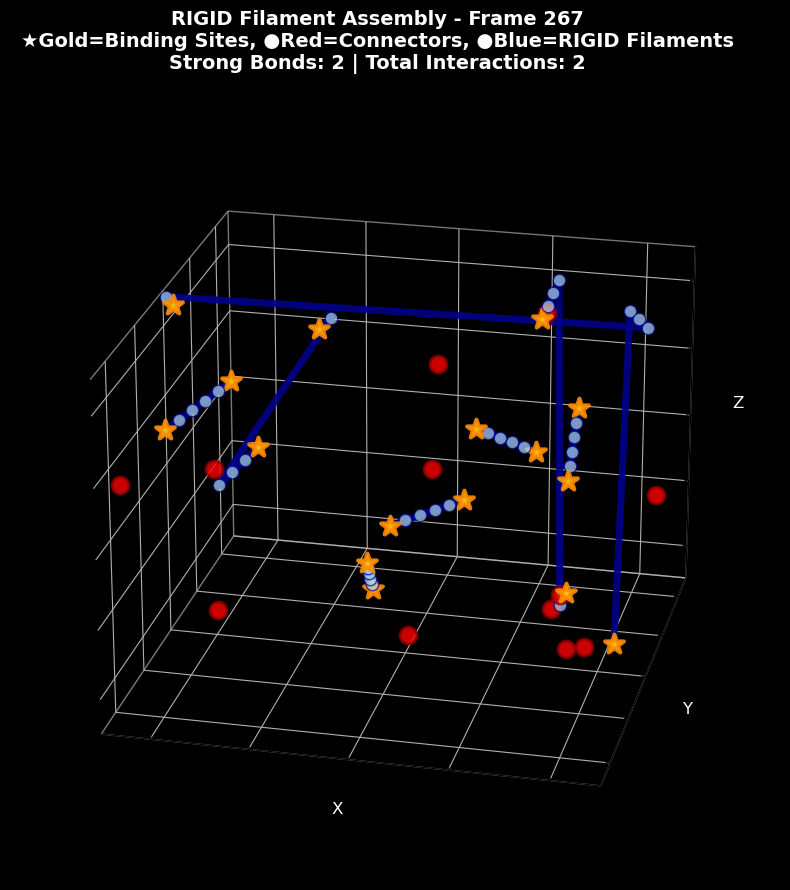 RIGID Filament Assembly - Frame 267
★Gold=Binding Sites, ●Red=Connectors, ●Blue=RIGID Filaments
Strong Bonds: 2 | Total Interactions: 2
Z
Y
X